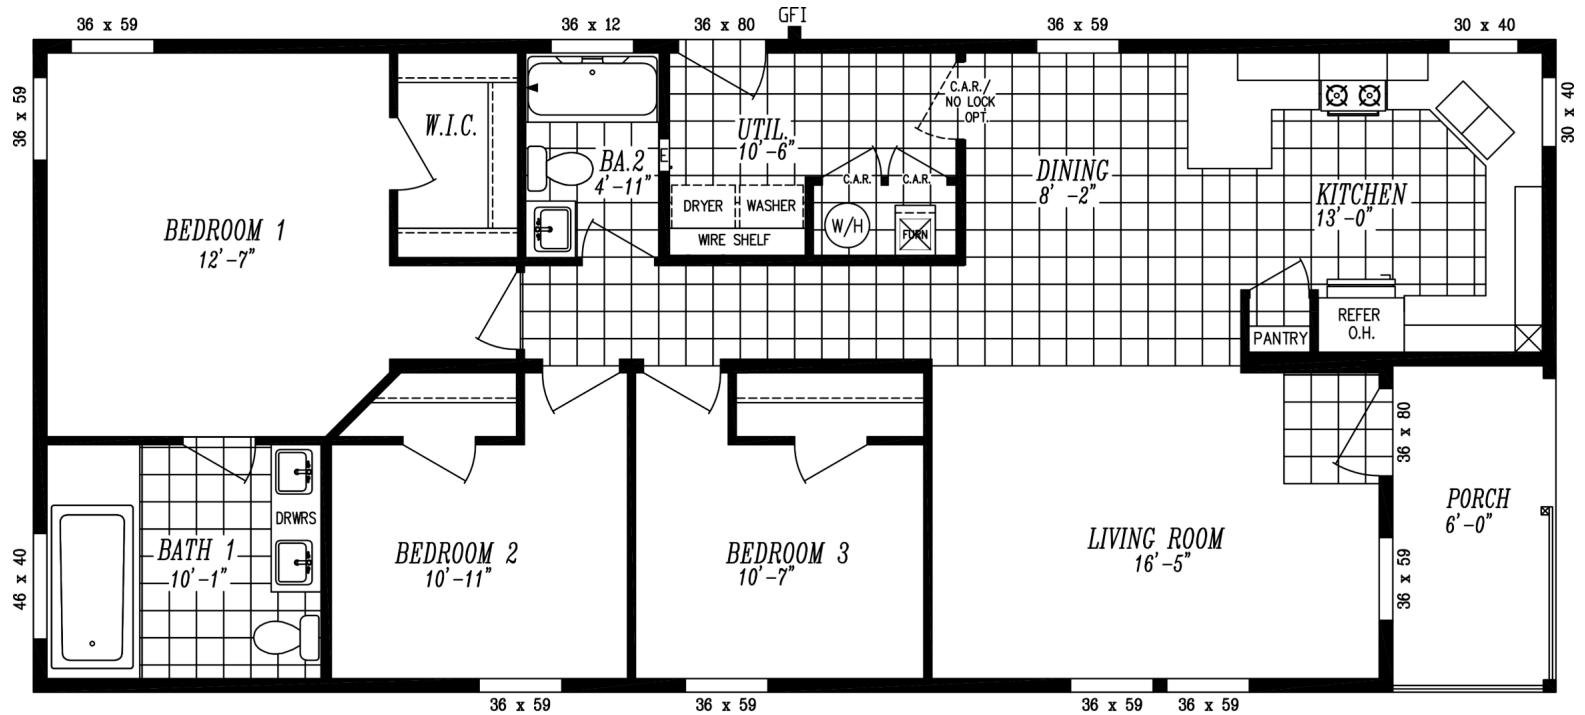 36 x 59
36 x 12
36 x 80
GFI
36 x 59
30 x 40
36 x 59
30 x 40
C.A.R./
NO LOCK
OPT.
W.I.C.
UTIL.
10'-6"
E.
BA.2
4'-11"
DINING
8' -2"
C.A.R.
C.A.R.
KITCHEN
13'-0"
DRYER
WASHER
W/H
FURN
WIRE SHELF
BEDROOM 1
12'-7"
REFER
O.H.
PANTRY
36 x 80
PORCH
6'-0"
DRWRS
BATH 1
10'-1"
BEDROOM 2
10'-11"
BEDROOM 3
10'-7"
LIVING ROOM
16'-5"
46 x 40
36 x 59
36 x 59
36 x 59
36 x 59
36 x 59